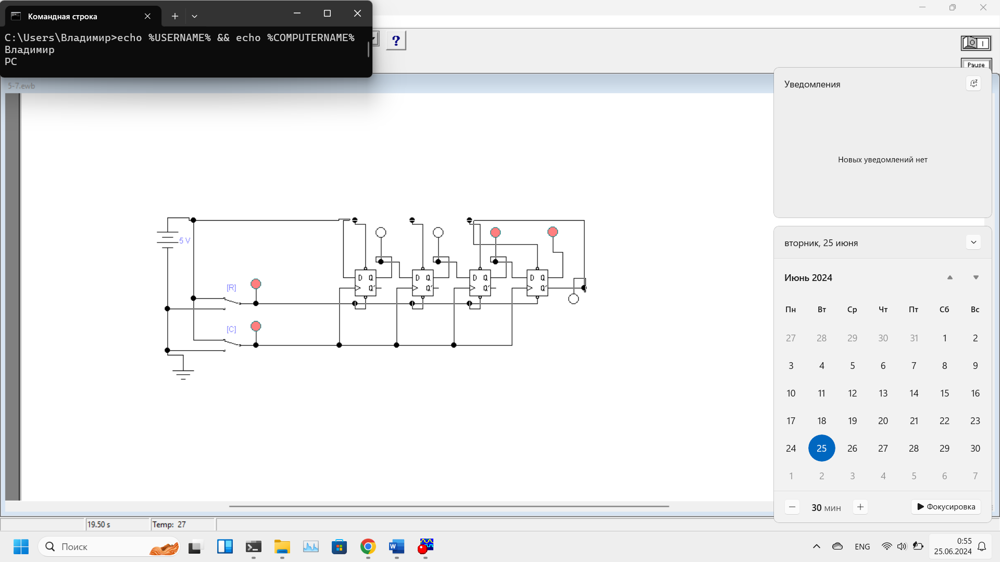 Командная строка
C:\Users\Владимир>echo %USERNAME% && echo %COMPUTERNAME%
Владимир
PC
?
Pause
5-7.ewb
5 V
[R]
[C]
D Q
Q'
D Q
Q'
D Q
Q'
D Q
Q'
Уведомления
Новых уведомлений нет
вторник, 25 июня
Июнь 2024
Пн Вт Ср Чт Пт Сб Вс
27 28 29 30 31 1 2
3 4 5 6 7 8 9
10 11 12 13 14 15 16
17 18 19 20 21 22 23
24 25 26 27 28 29 30
1 2 3 4 5 6 7
30 мин
Фокусировка
19.50 s
Temp: 27
Поиск
ENG
0:55
25.06.2024